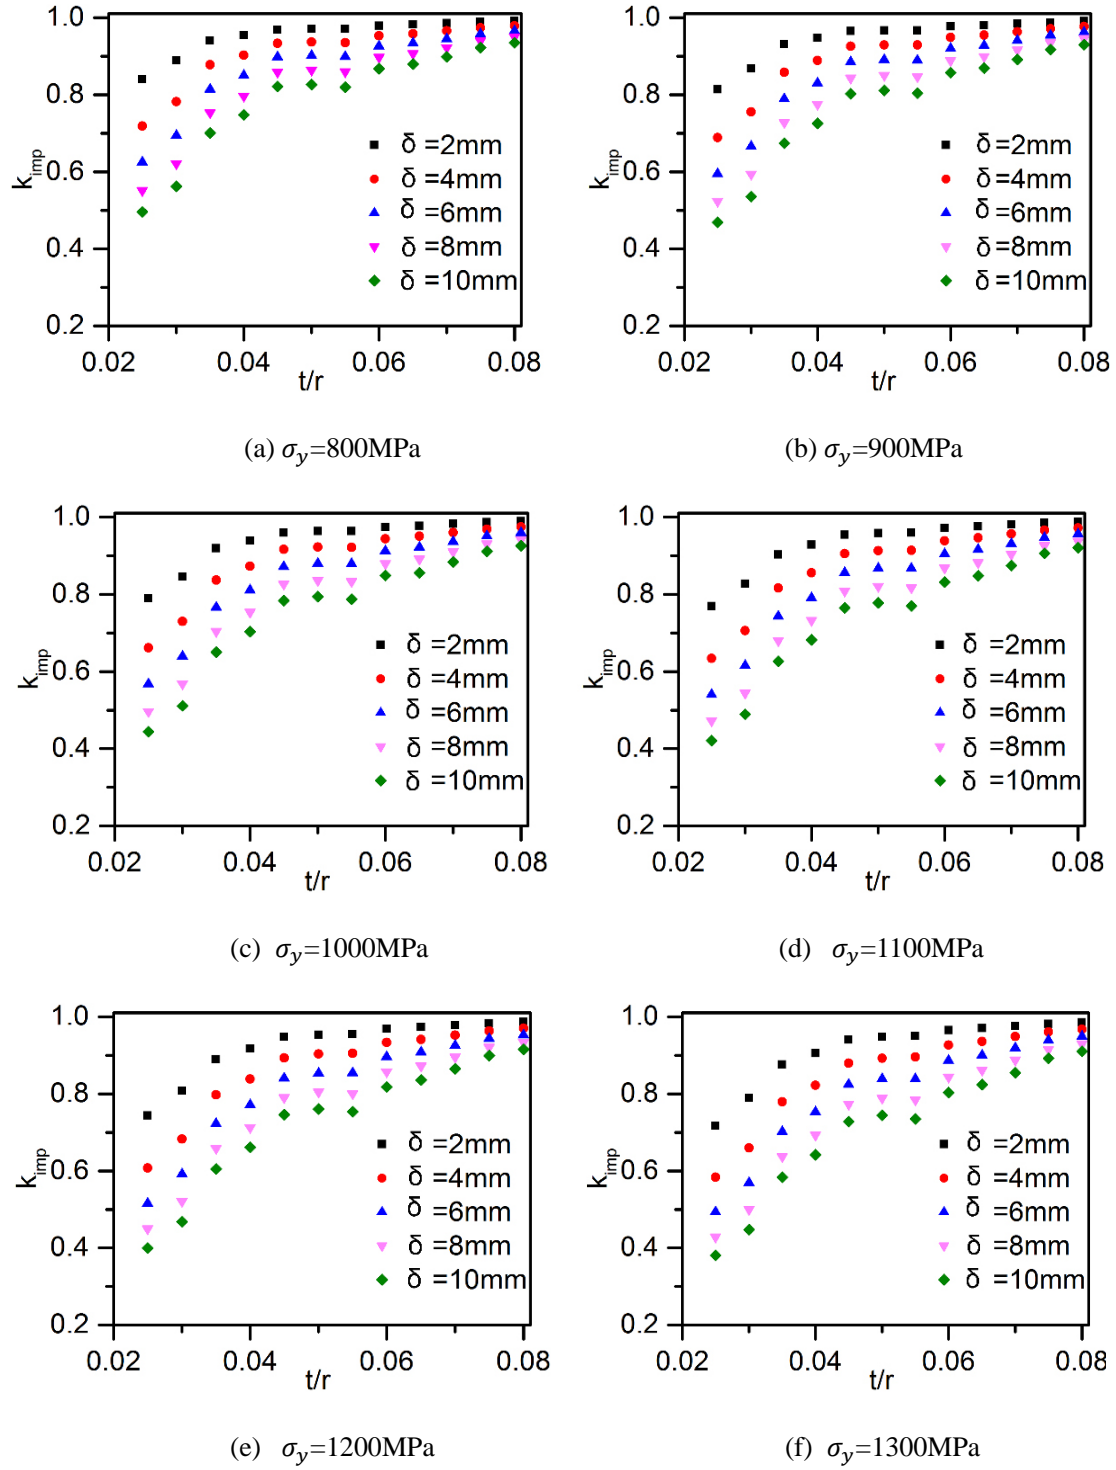 1.0
0.8
0.6
0.4
0.2
k_imp
δ =2mm
δ =4mm
δ =6mm
δ =8mm
δ =10mm
0.02 0.04 0.06 0.08
t/r
(a) σ_y=800MPa
1.0
0.8
0.6
0.4
0.2
k_imp
δ =2mm
δ =4mm
δ =6mm
δ =8mm
δ =10mm
0.02 0.04 0.06 0.08
t/r
(b) σ_y=900MPa
1.0
0.8
0.6
0.4
0.2
k_imp
δ =2mm
δ =4mm
δ =6mm
δ =8mm
δ =10mm
0.02 0.04 0.06 0.08
t/r
(c) σ_y=1000MPa
1.0
0.8
0.6
0.4
0.2
k_imp
δ =2mm
δ =4mm
δ =6mm
δ =8mm
δ =10mm
0.02 0.04 0.06 0.08
t/r
(d) σ_y=1100MPa
1.0
0.8
0.6
0.4
0.2
k_imp
δ =2mm
δ =4mm
δ =6mm
δ =8mm
δ =10mm
0.02 0.04 0.06 0.08
t/r
(e) σ_y=1200MPa
1.0
0.8
0.6
0.4
0.2
k_imp
δ =2mm
δ =4mm
δ =6mm
δ =8mm
δ =10mm
0.02 0.04 0.06 0.08
t/r
(f) σ_y=1300MPa